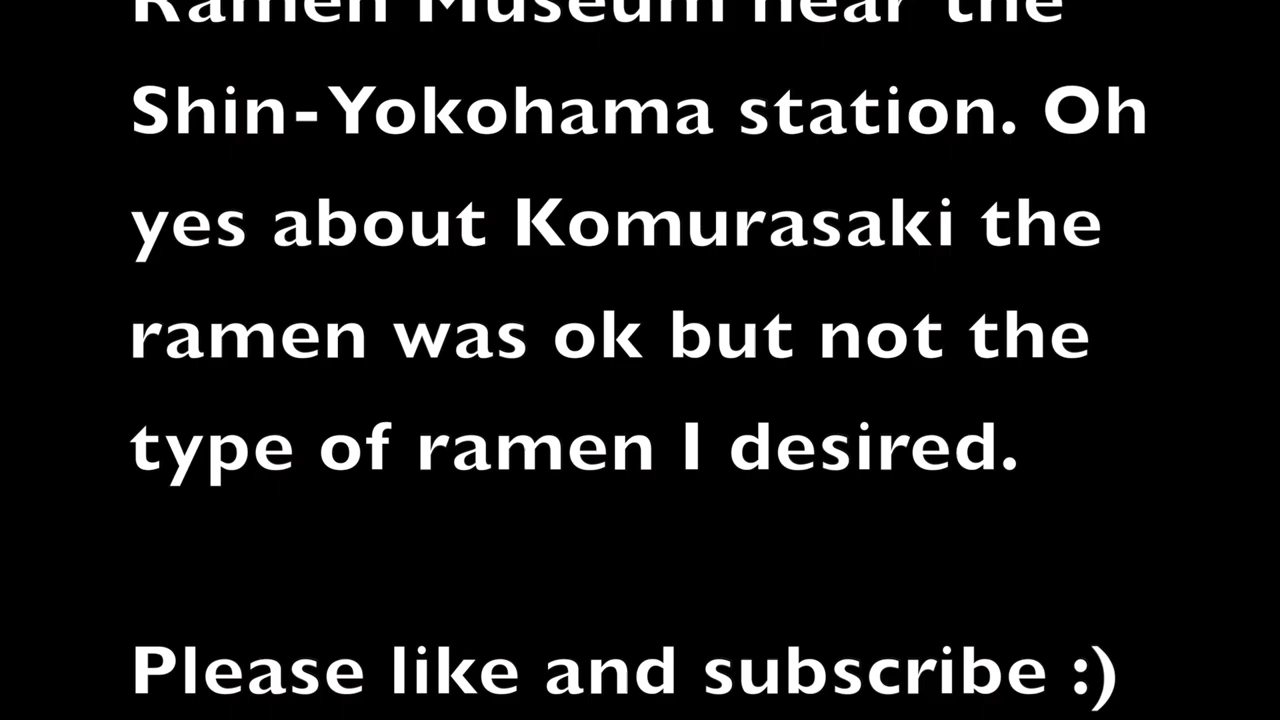 Ramen Museum near the
Shin-Yokohama station. Oh
yes about Komurasaki the
ramen was ok but not the
type of ramen I desired.
Please like and subscribe :)